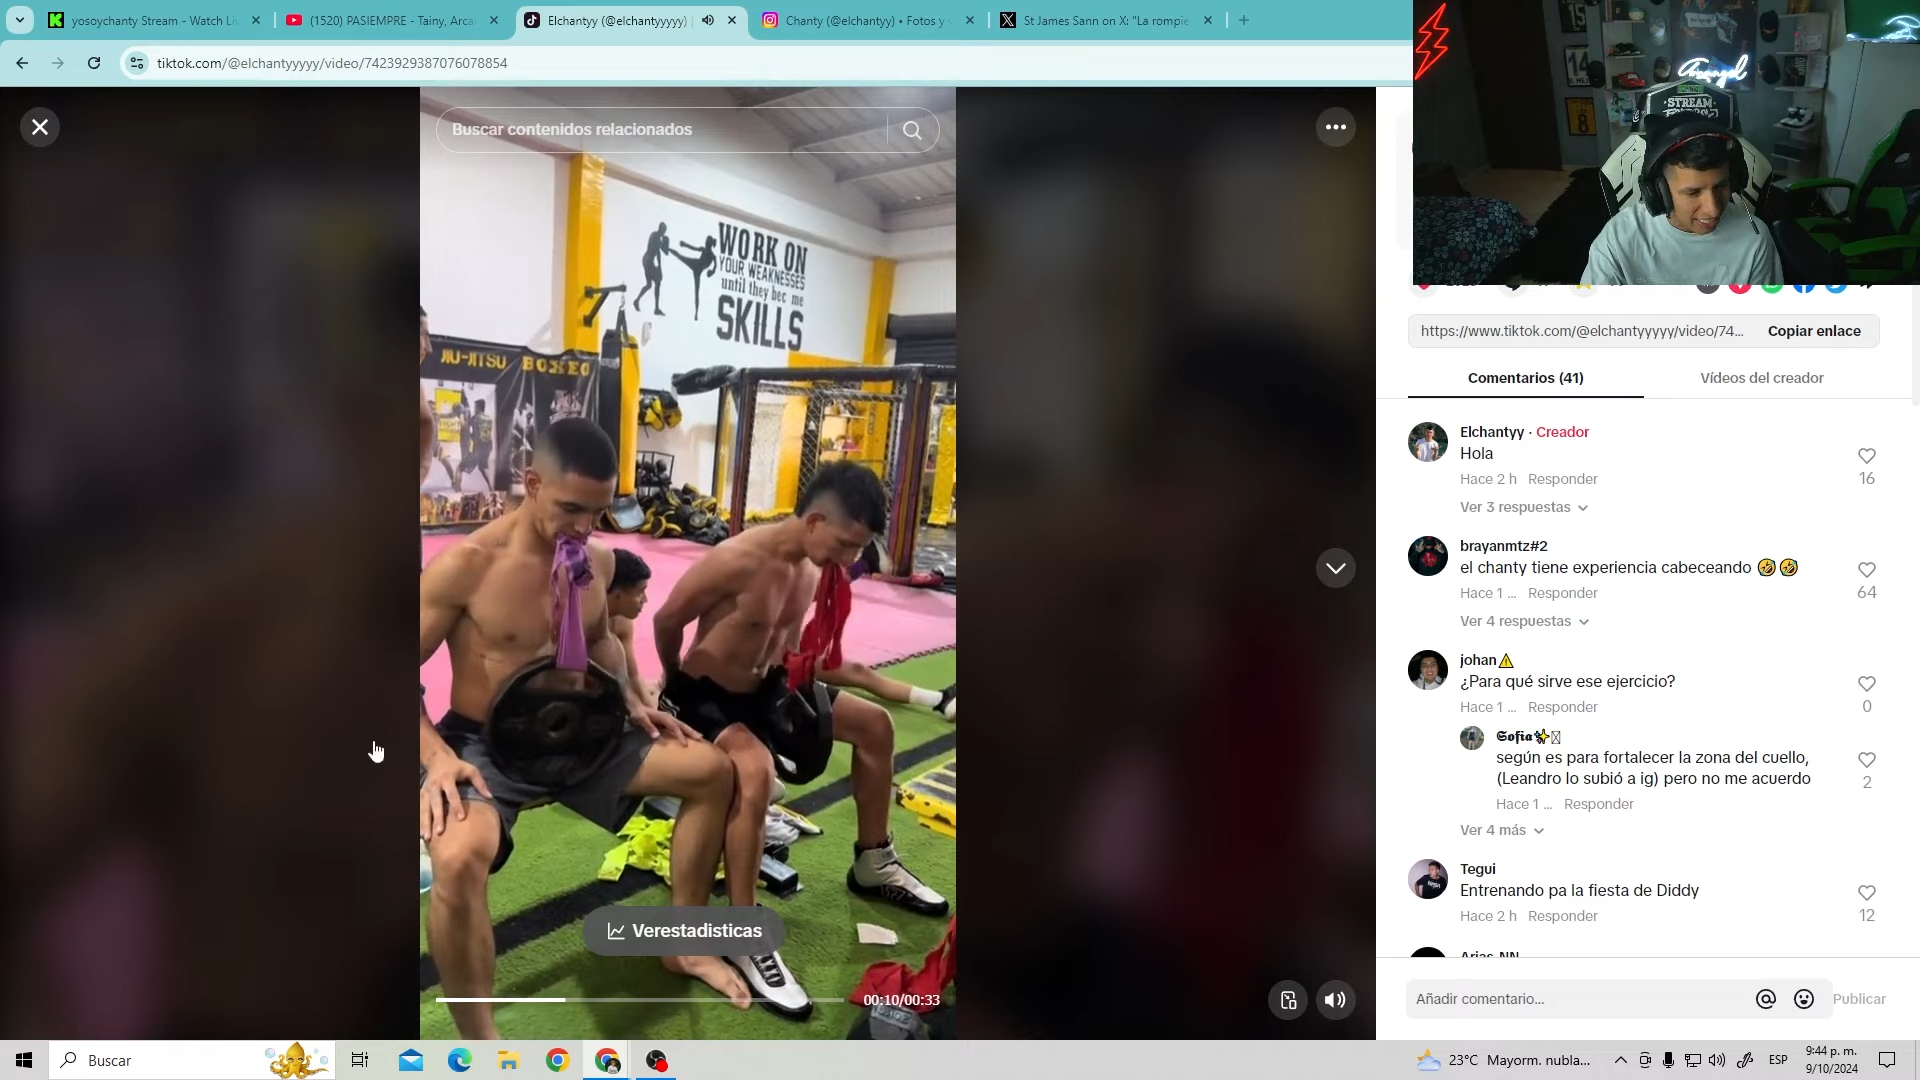 yosoychanty Stream - Watch Li
(1520) PASIEMPRE - Tainy, Arca
Elchantyy (@elchantyyyyy)
Chanty (@elchantyy) • Fotos y
St James Sann on X: "La rompie
tiktok.com/@elchantyyyyy/video/7423929387076078854
Arcangel
STREAM
Buscar contenidos relacionados
WORK ON
YOUR WEAKNESSES
until they bec me
SKILLS
JIU-JITSU BOXEO
Verestadisticas
00:10/00:33
https://www.tiktok.com/@elchantyyyyy/video/74...
Copiar enlace
Comentarios (41)
Vídeos del creador
Elchantyy · Creador
Hola
16
Hace 2 h Responder
Ver 3 respuestas
brayanmtz#2
el chanty tiene experiencia cabeceando 🤣🤣
64
Hace 1 ... Responder
Ver 4 respuestas
johan⚠️
¿Para qué sirve ese ejercicio?
0
Hace 1 ... Responder
𝕾𝖔𝖋𝖎𝖆✨
según es para fortalecer la zona del cuello,
(Leandro lo subió a ig) pero no me acuerdo
2
Hace 1 ... Responder
Ver 4 más
Tegui
Entrenando pa la fiesta de Diddy
12
Hace 2 h Responder
Arias NN
Añadir comentario...
Publicar
Buscar
23°C Mayorm. nubla...
ESP
9:44 p. m.
9/10/2024